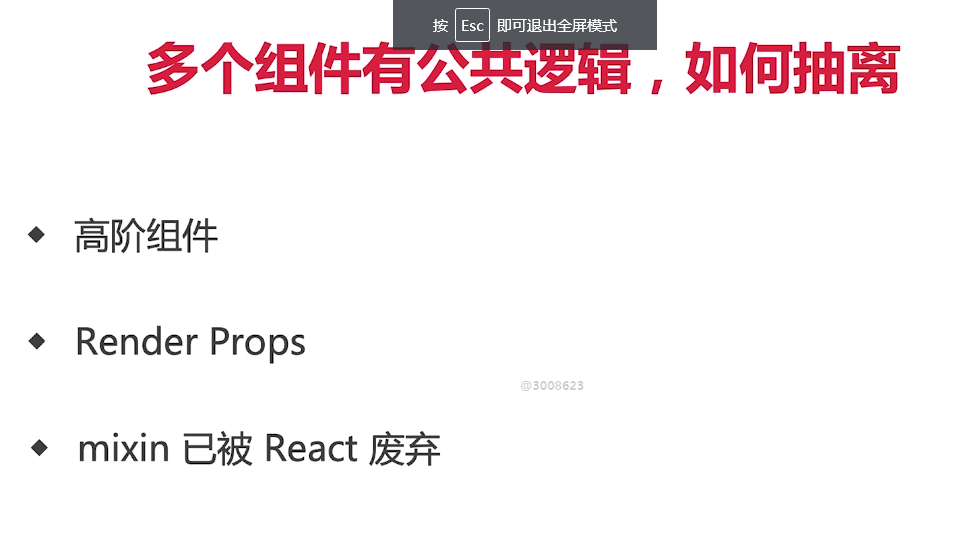 按 Esc 即可退出全屏模式
多个组件有公共逻辑，如何抽离
◆ 高阶组件
◆ Render Props
@3008623
◆ mixin 已被 React 废弃